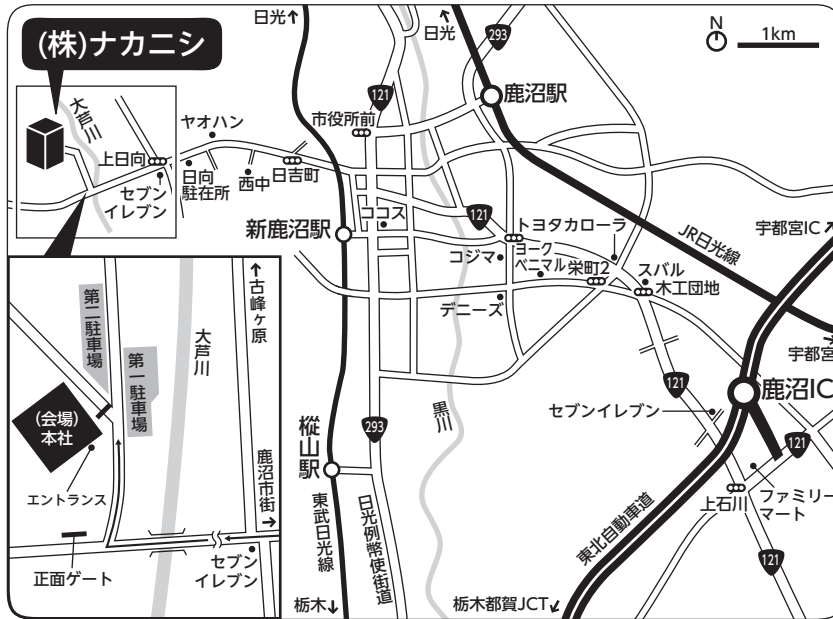 日光↑
↖日光
293
N
1km
(株)ナカニシ
鹿沼駅
121
市役所前
大芦川
ヤオハン
上日向
セブン
イレブン
日向
駐在所
西中
日吉町
新鹿沼駅
ココス
121
トヨタカローラ
JR日光線
宇都宮IC↗
コジマ
ヨーク
ベニマル
栄町2
スバル
木工団地
デニーズ
宇都宮
→
↑古峰ヶ原
第二駐車場
大芦川
第一駐車場
(会場)
本社
エントランス
鹿沼市街→
正面ゲート
セブン
イレブン
黒川
293
121
鹿沼IC
セブンイレブン
121
樅山駅
上石川
ファミリー
マート
東武日光線
日光例幣使街道
東北自動車道
121
栃木↓
栃木都賀JCT↙